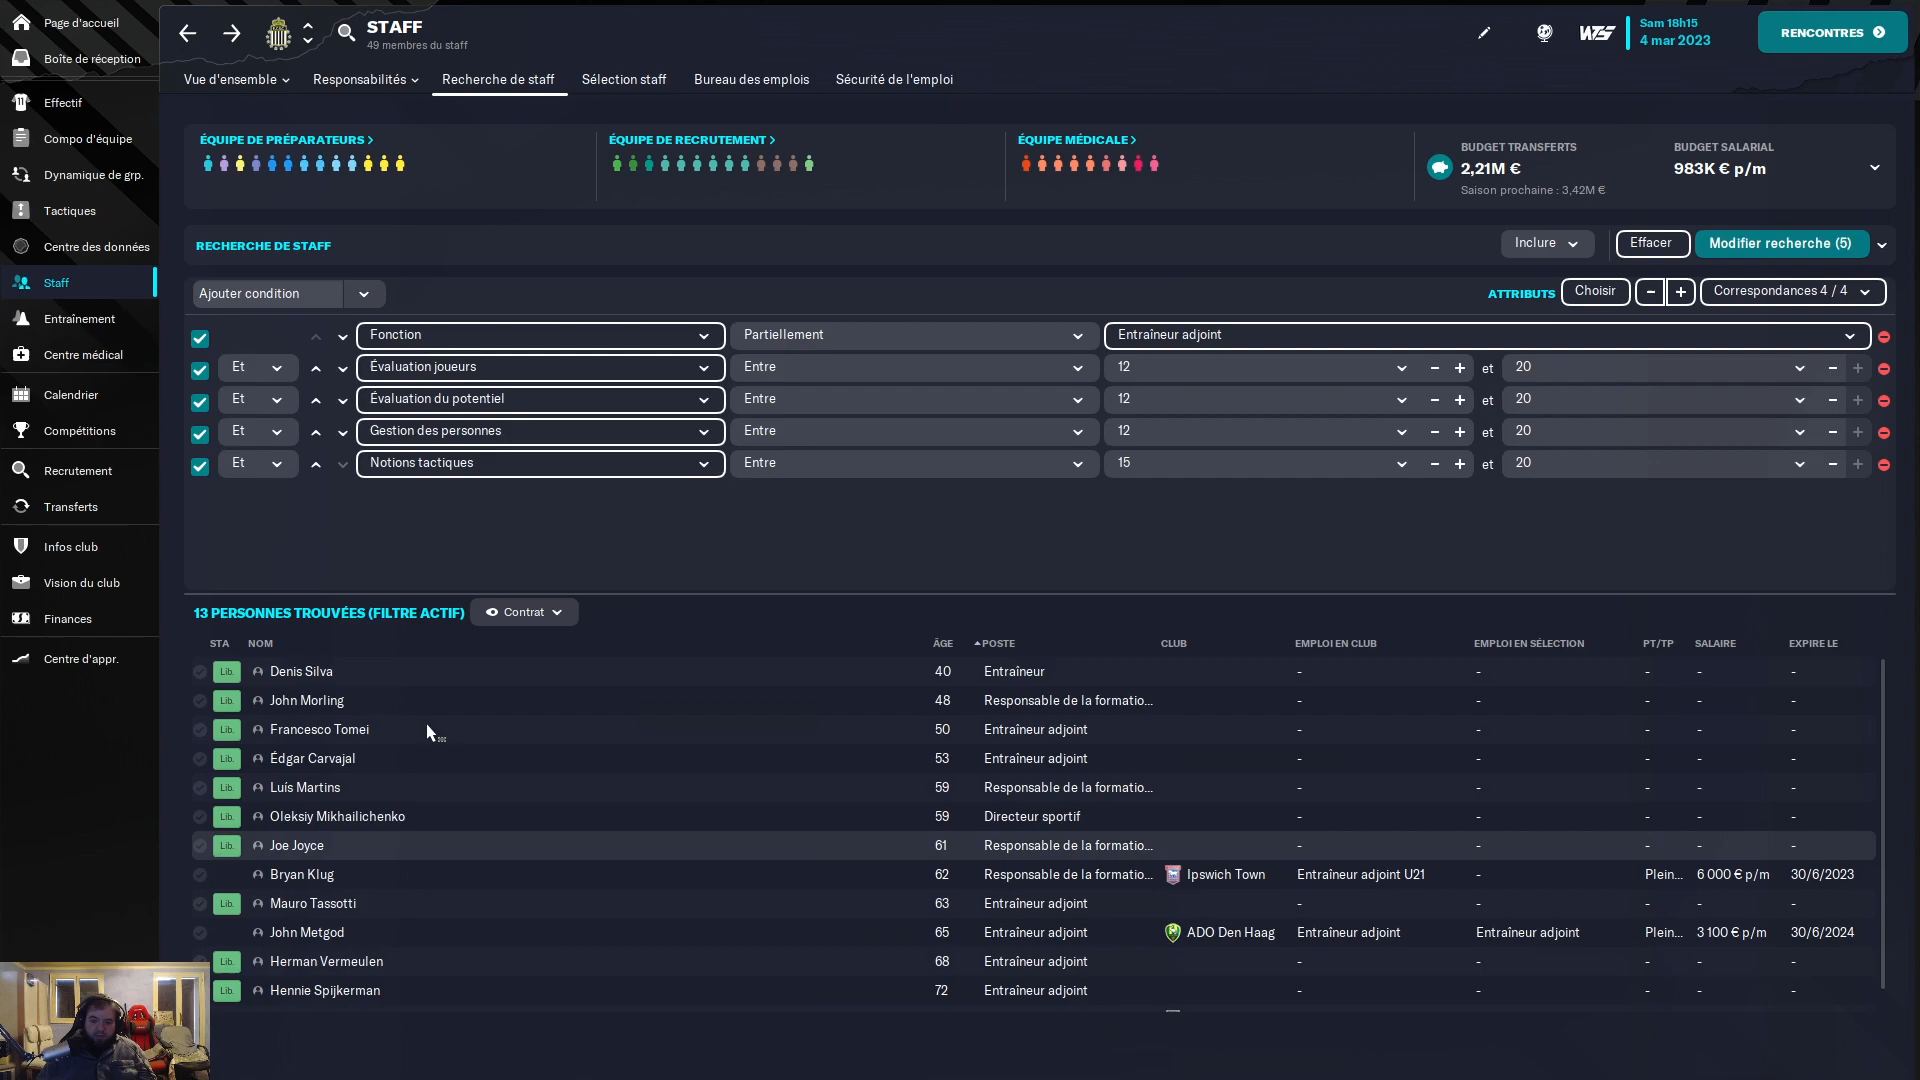 Page d'accueil
Boîte de réception
Effectif
Compo d'équipe
Dynamique de grp.
Tactiques
Centre des données
Staff
Entraînement
Centre médical
Calendrier
Compétitions
Recrutement
Transferts
Infos club
Vision du club
Finances
Centre d'appr.
STAFF
49 membres du staff
Sam 18h15
4 mar 2023
RENCONTRES
Vue d'ensemble
Responsabilités
Recherche de staff
Sélection staff
Bureau des emplois
Sécurité de l'emploi
ÉQUIPE DE PRÉPARATEURS >
ÉQUIPE DE RECRUTEMENT >
ÉQUIPE MÉDICALE >
BUDGET TRANSFERTS
2,21M €
Saison prochaine : 3,42M €
BUDGET SALARIAL
983K € p/m
RECHERCHE DE STAFF
Inclure
Effacer
Modifier recherche (5)
Ajouter condition
ATTRIBUTS
Choisir
- +
Correspondances 4 / 4
Fonction Partiellement Entraîneur adjoint
Et Évaluation joueurs Entre 12 - + et 20 - +
Et Évaluation du potentiel Entre 12 - + et 20 - +
Et Gestion des personnes Entre 12 - + et 20 - +
Et Notions tactiques Entre 15 - + et 20 - +
13 PERSONNES TROUVÉES (FILTRE ACTIF) Contrat
STA NOM ÂGE POSTE CLUB EMPLOI EN CLUB EMPLOI EN SÉLECTION PT/TP SALAIRE EXPIRE LE
Lib. Denis Silva 40 Entraîneur - - - - -
Lib. John Morling 48 Responsable de la formatio... - - - - -
Lib. Francesco Tomei 50 Entraîneur adjoint - - - - -
Lib. Édgar Carvajal 53 Entraîneur adjoint - - - - -
Lib. Luís Martins 59 Responsable de la formatio... - - - - -
Lib. Oleksiy Mikhailichenko 59 Directeur sportif - - - - -
Lib. Joe Joyce 61 Responsable de la formatio... - - - - -
Bryan Klug 62 Responsable de la formatio... Ipswich Town Entraîneur adjoint U21 - Plein... 6 000 € p/m 30/6/2023
Lib. Mauro Tassotti 63 Entraîneur adjoint - - - - -
John Metgod 65 Entraîneur adjoint ADO Den Haag Entraîneur adjoint Entraîneur adjoint Plein... 3 100 € p/m 30/6/2024
Lib. Herman Vermeulen 68 Entraîneur adjoint - - - - -
Lib. Hennie Spijkerman 72 Entraîneur adjoint - - - - -